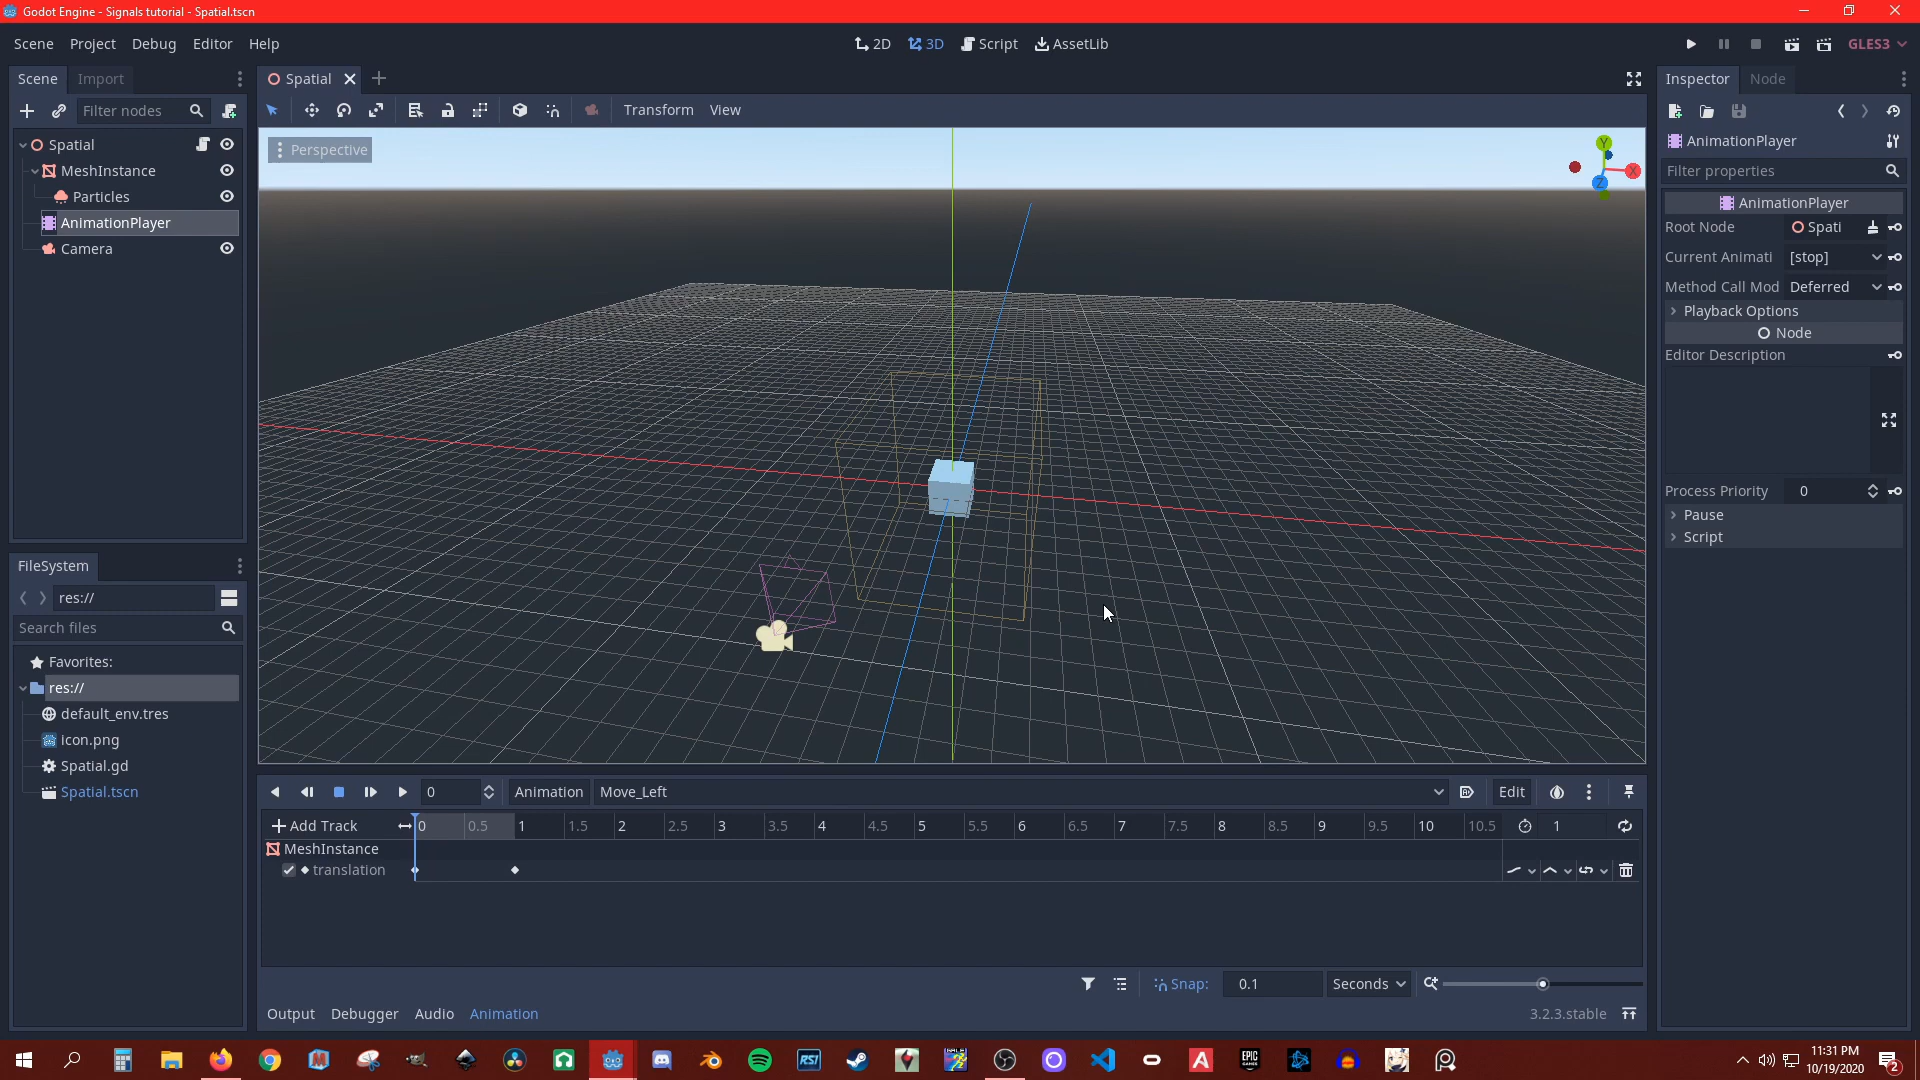 Godot Engine - Signals tutorial - Spatial.tscn
Scene Project Debug Editor Help
2D 3D Script AssetLib
GLES3
Scene Import
Spatial
Inspector Node
Filter nodes
Transform View
Spatial
MeshInstance
Particles
AnimationPlayer
Camera
Perspective
Y
X
Z
AnimationPlayer
Filter properties
AnimationPlayer
Root Node Spati
Current Animati [stop]
Method Call Mod Deferred
Playback Options
Node
Editor Description
Process Priority 0
Pause
Script
FileSystem
res://
Search files
Favorites:
res://
default_env.tres
icon.png
Spatial.gd
Spatial.tscn
0 Animation Move_Left Edit
Add Track 0 0.5 1 1.5 2 2.5 3 3.5 4 4.5 5 5.5 6 6.5 7 7.5 8 8.5 9 9.5 10 10.5 1
MeshInstance
translation
Snap: 0.1 Seconds
Output Debugger Audio Animation 3.2.3.stable
RSI
EPIC GAMES
11:31 PM
10/19/2020
2